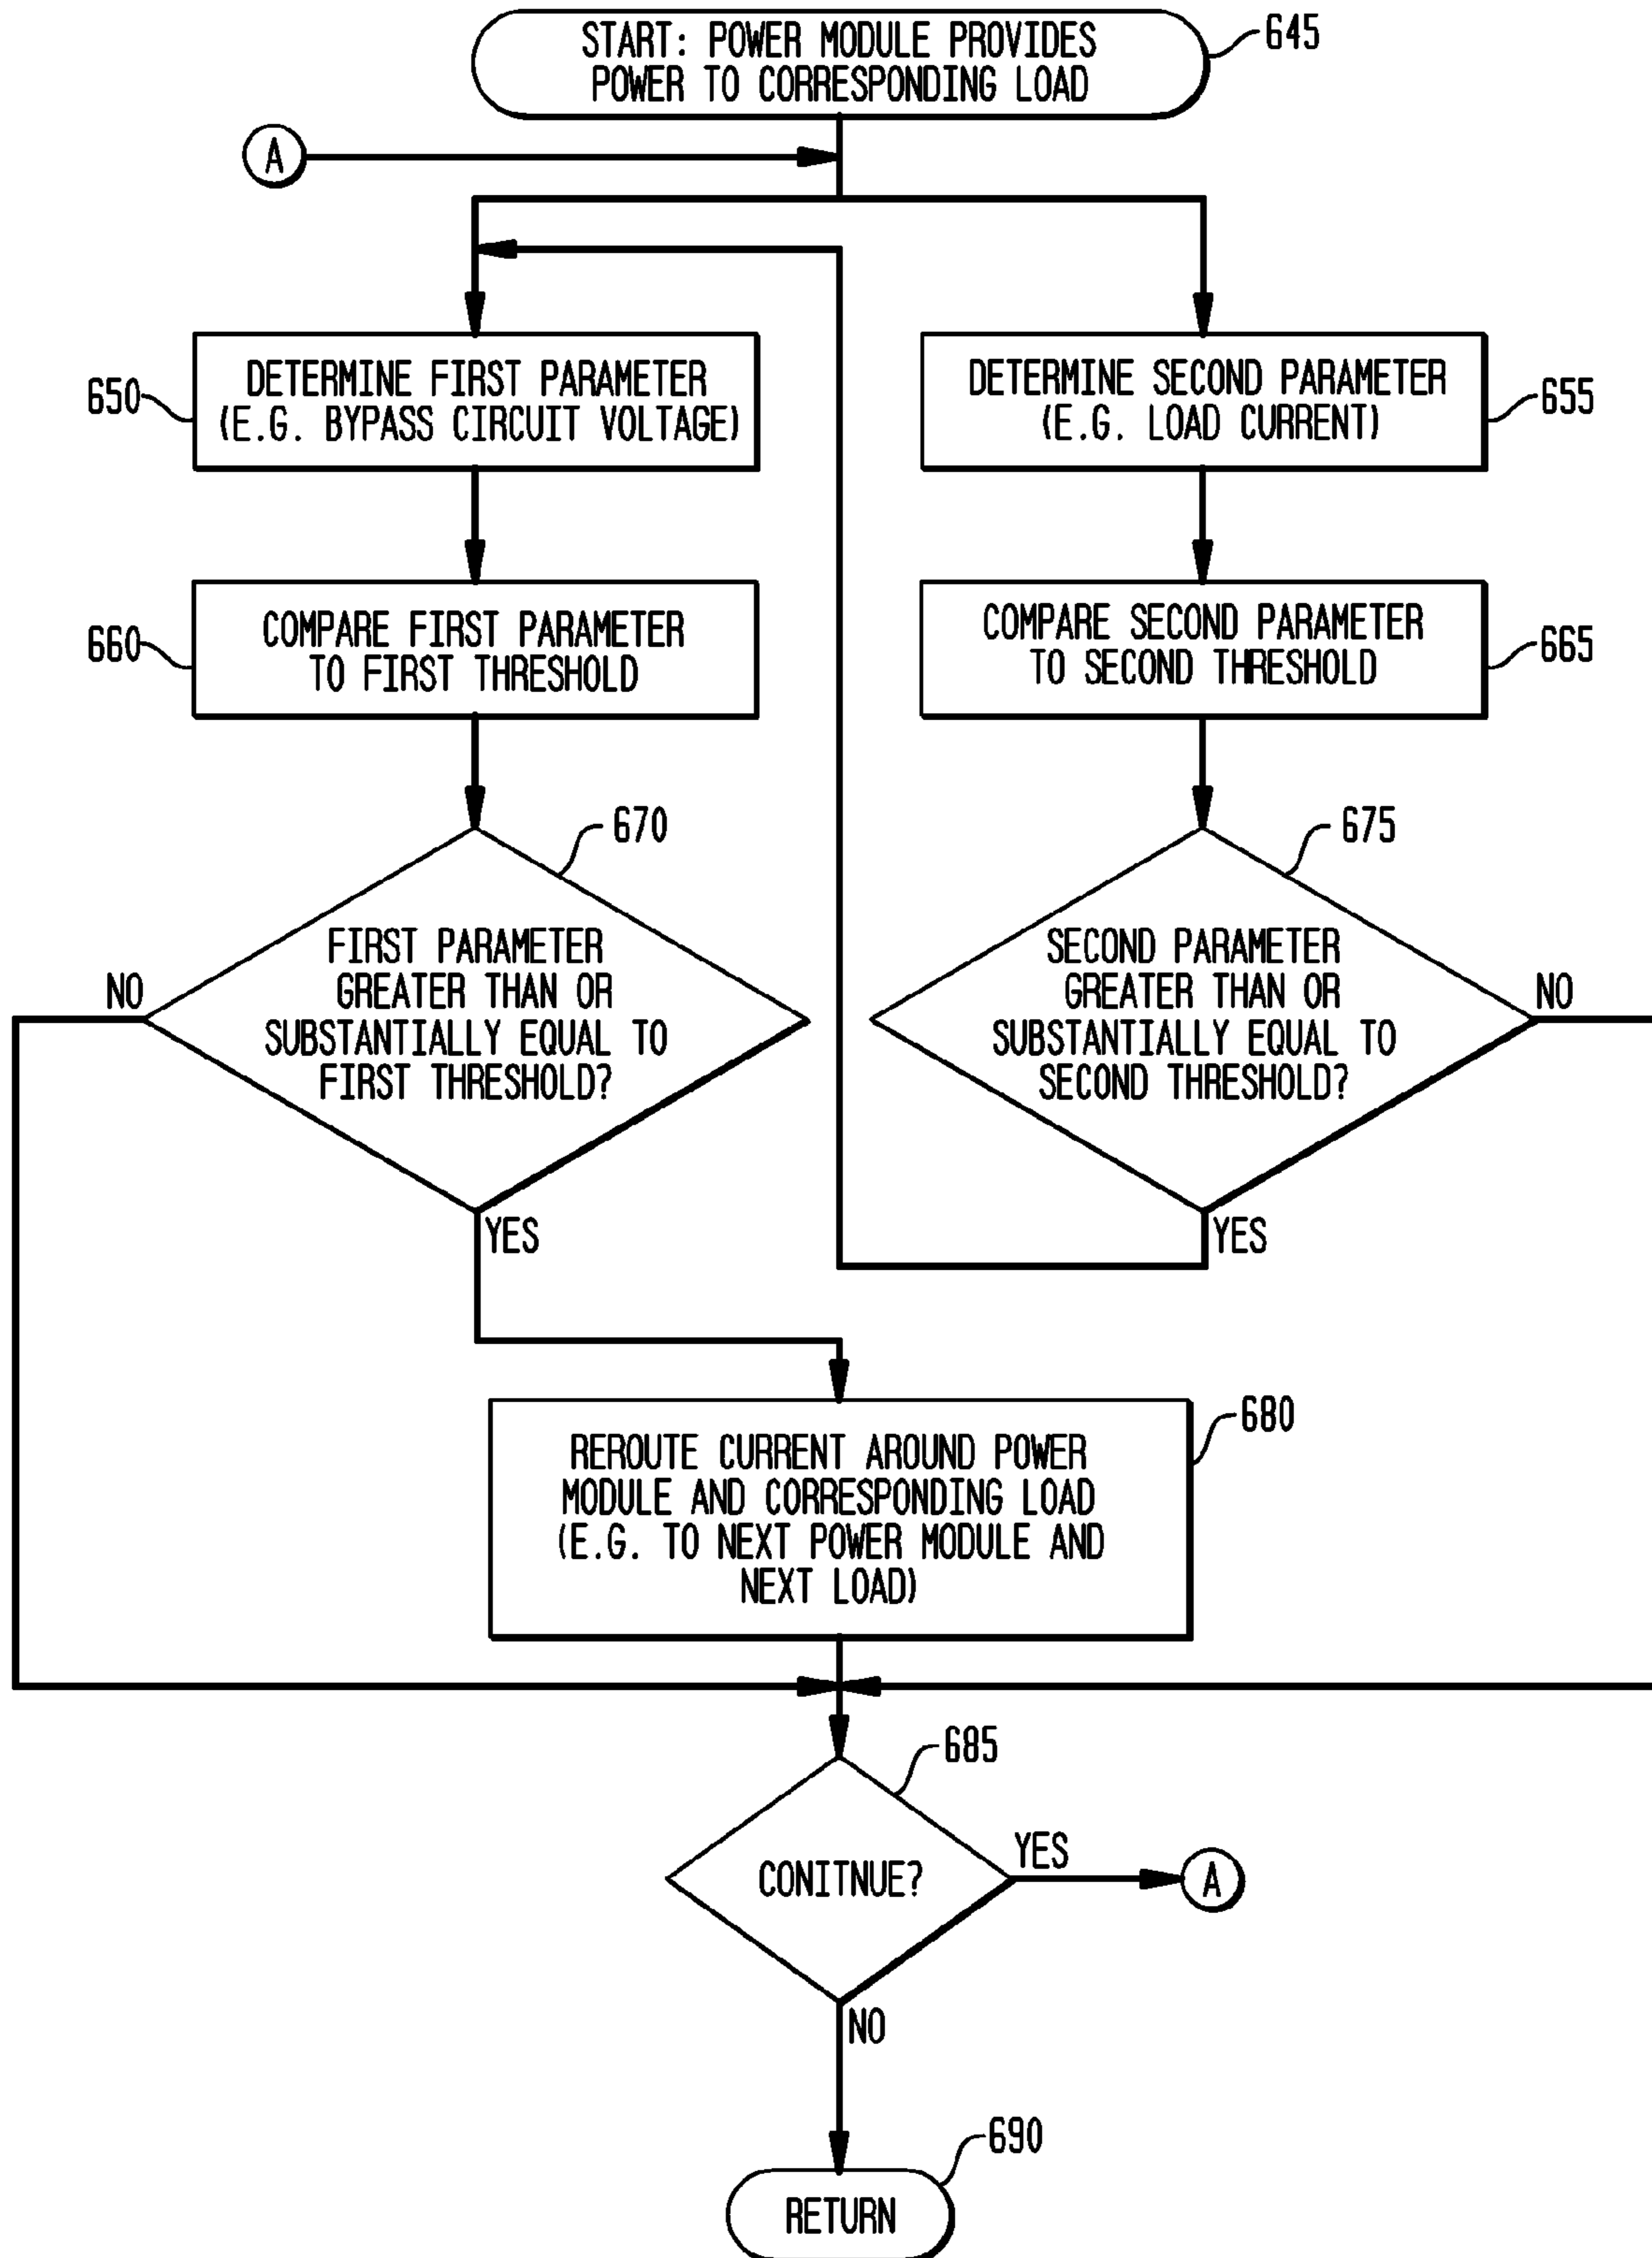 START: POWER MODULE PROVIDES
POWER TO CORRESPONDING LOAD
645
A
DETERMINE FIRST PARAMETER
(E.G. BYPASS CIRCUIT VOLTAGE)
650
DETERMINE SECOND PARAMETER
(E.G. LOAD CURRENT)
655
COMPARE FIRST PARAMETER
TO FIRST THRESHOLD
660
COMPARE SECOND PARAMETER
TO SECOND THRESHOLD
665
670
FIRST PARAMETER
GREATER THAN OR
SUBSTANTIALLY EQUAL TO
FIRST THRESHOLD?
NO
YES
675
SECOND PARAMETER
GREATER THAN OR
SUBSTANTIALLY EQUAL TO
SECOND THRESHOLD?
NO
YES
680
REROUTE CURRENT AROUND POWER
MODULE AND CORRESPONDING LOAD
(E.G. TO NEXT POWER MODULE AND
NEXT LOAD)
685
CONITNUE?
YES
A
NO
690
RETURN